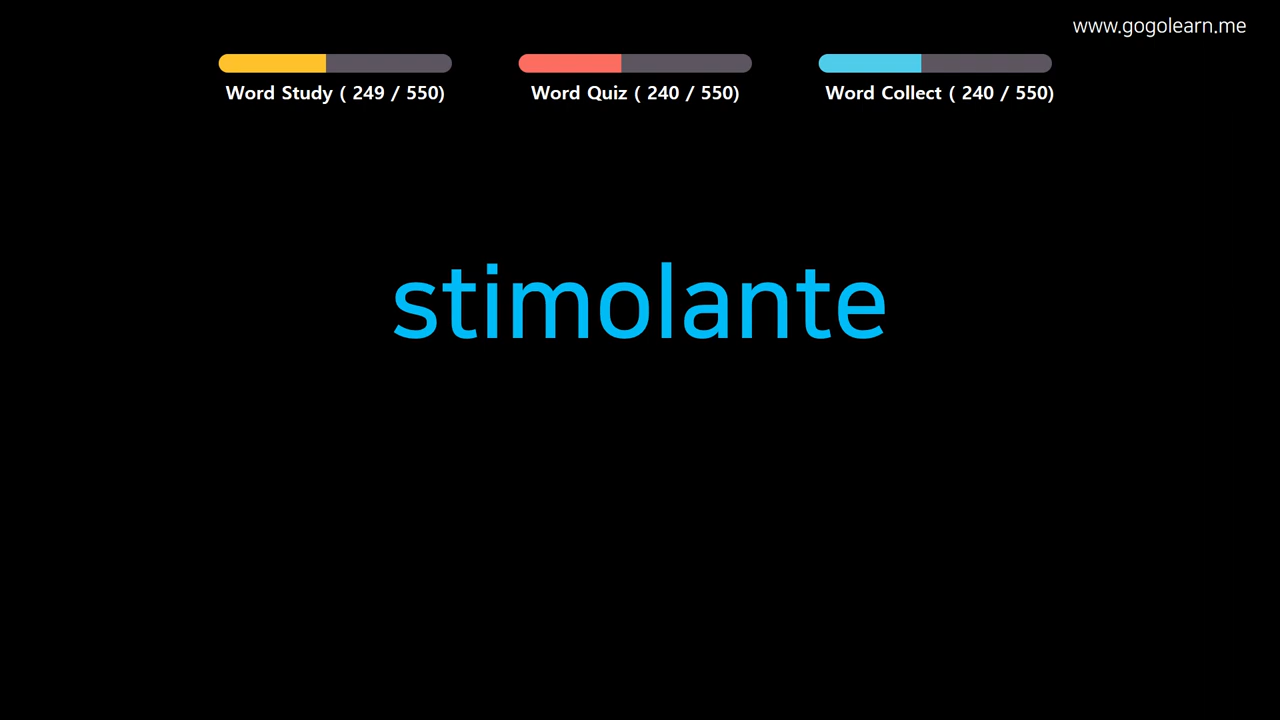 www.gogolearn.me
Word Study ( 249 / 550)
Word Quiz ( 240 / 550)
Word Collect ( 240 / 550)
stimolante